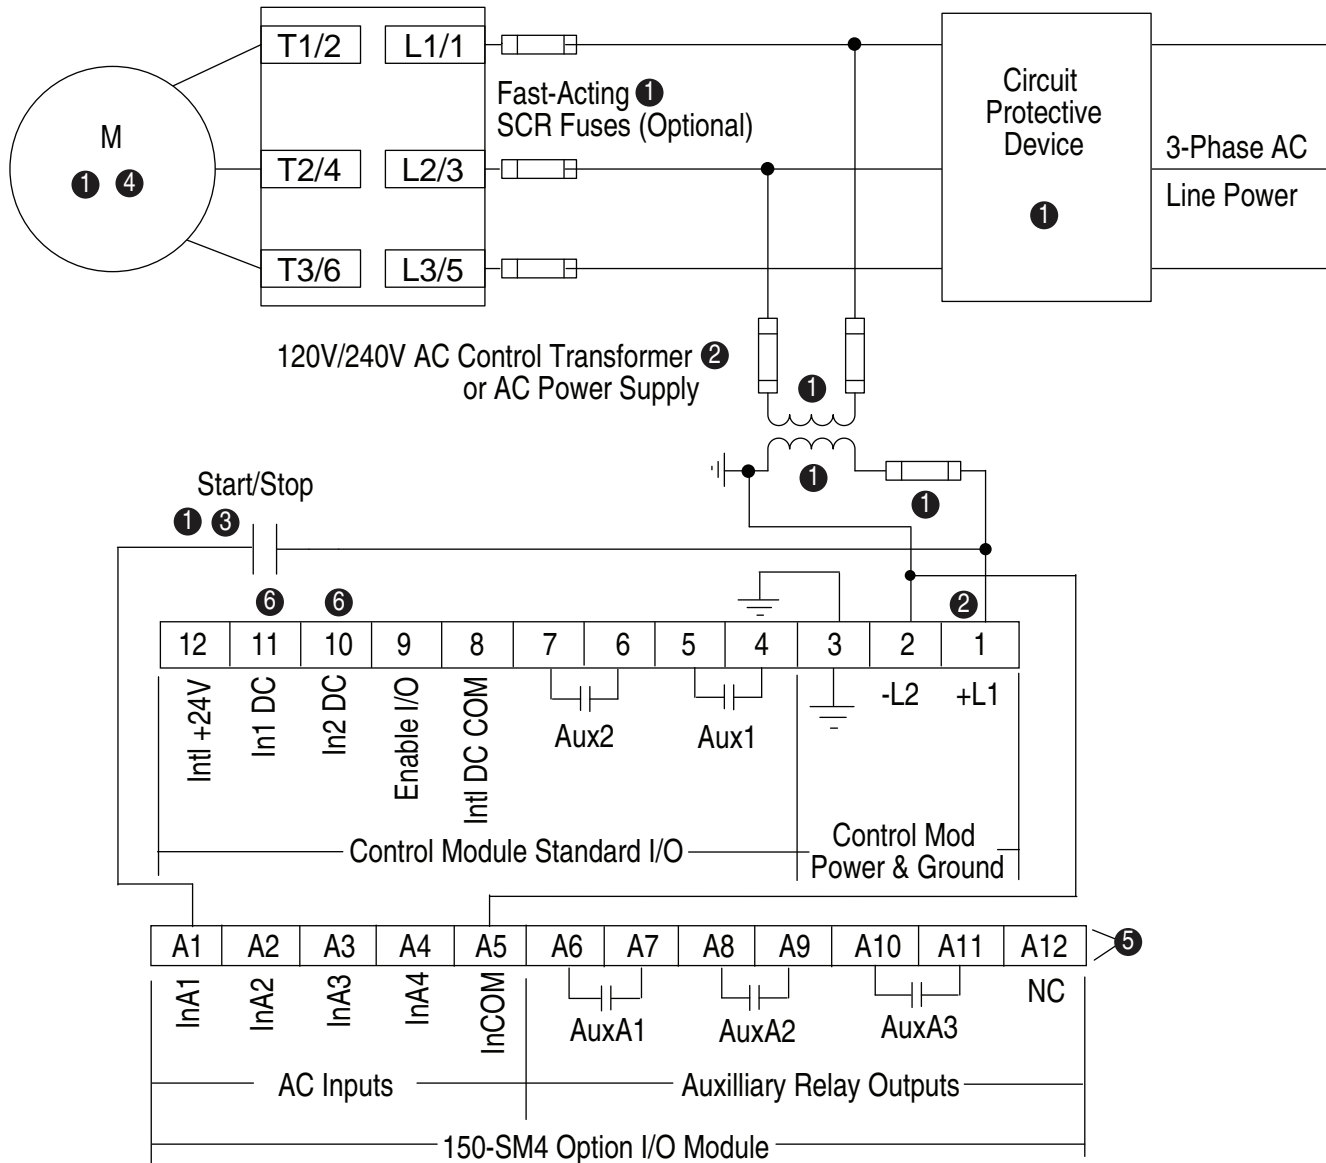 T1/2 L1/1
Fast-Acting ❶
SCR Fuses (Optional)
Circuit
Protective
Device
❶
M
❶ ❹
T2/4 L2/3
3-Phase AC
Line Power
T3/6 L3/5
120V/240V AC Control Transformer ❷
or AC Power Supply
❶
❶
❶
Start/Stop
❶ ❸
❻ ❻
❷
12 11 10 9 8 7 6 5 4 3 2 1
Intl +24V
In1 DC
In2 DC
Enable I/O
Intl DC COM
Aux2
Aux1
-L2
+L1
Control Module Standard I/O
Control Mod
Power & Ground
A1 A2 A3 A4 A5 A6 A7 A8 A9 A10 A11 A12
❺
InA1
InA2
InA3
InA4
InCOM
AuxA1
AuxA2
AuxA3
NC
AC Inputs
Auxilliary Relay Outputs
150-SM4 Option I/O Module